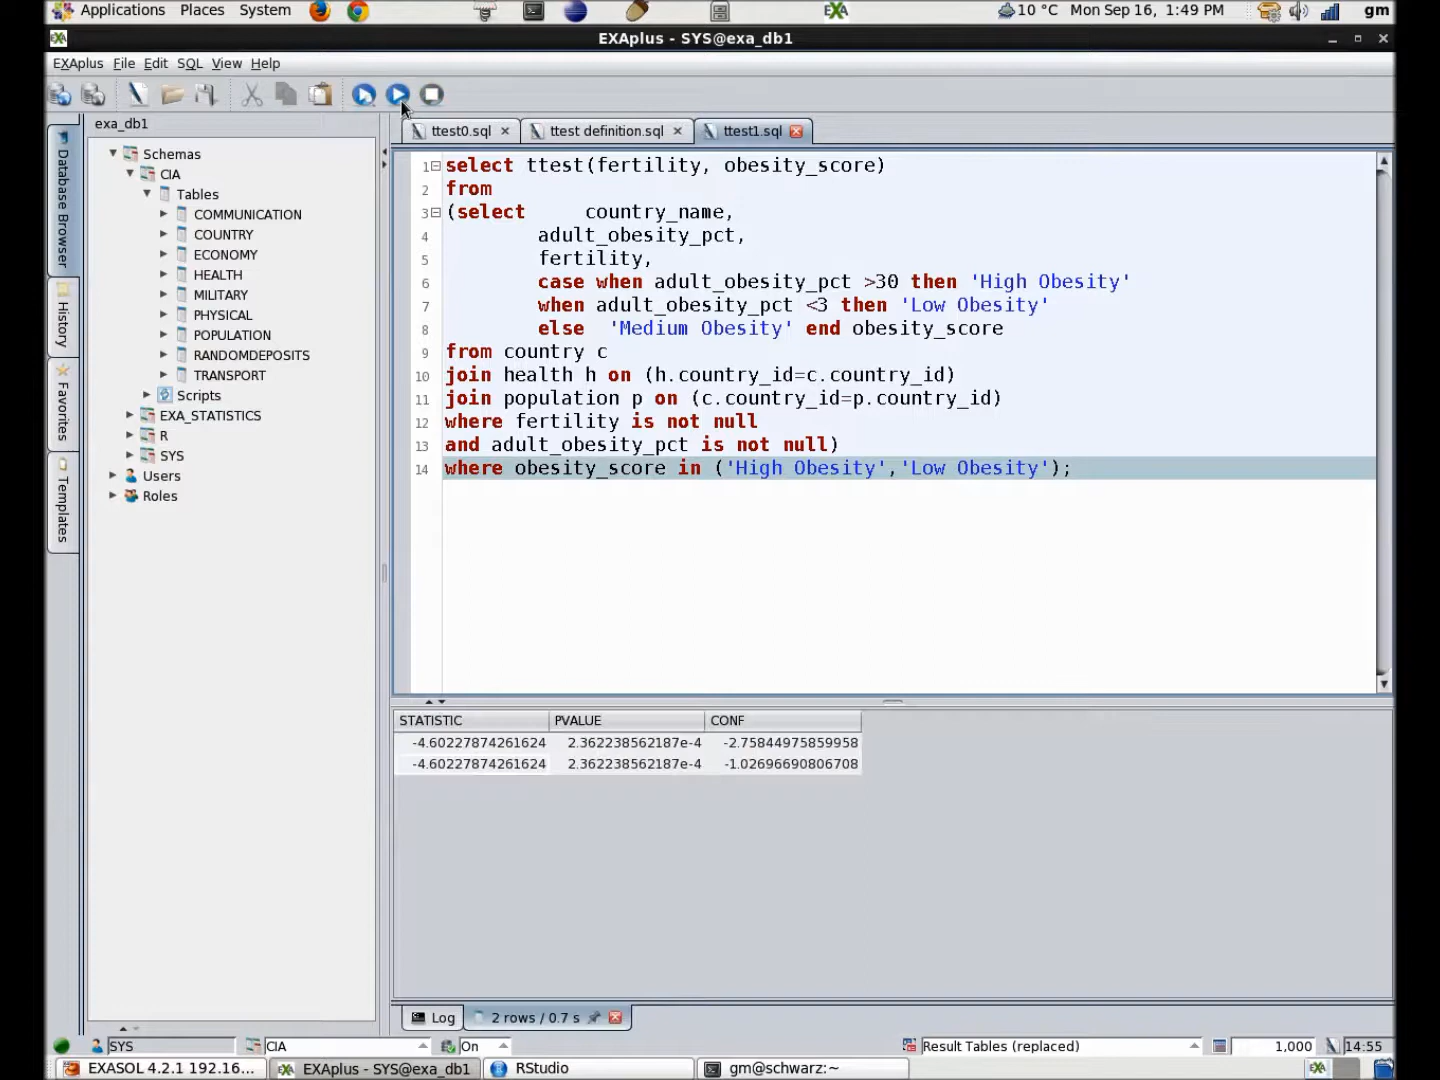 Applications Places System EXA 10 °C Mon Sep 16, 1:49 PM gm
EXA EXAplus - SYS@exa_db1
EXAplus File Edit SQL View Help
exa_db1
Database Browser
History
Favorites
Templates
Schemas
CIA
Tables
COMMUNICATION
COUNTRY
ECONOMY
HEALTH
MILITARY
PHYSICAL
POPULATION
RANDOMDEPOSITS
TRANSPORT
Scripts
EXA_STATISTICS
R
SYS
Users
Roles
ttest0.sql ttest definition.sql ttest1.sql
1 select ttest(fertility, obesity_score)
2 from
3 (select country_name,
4 adult_obesity_pct,
5 fertility,
6 case when adult_obesity_pct >30 then 'High Obesity'
7 when adult_obesity_pct <3 then 'Low Obesity'
8 else 'Medium Obesity' end obesity_score
9 from country c
10 join health h on (h.country_id=c.country_id)
11 join population p on (c.country_id=p.country_id)
12 where fertility is not null
13 and adult_obesity_pct is not null)
14 where obesity_score in ('High Obesity','Low Obesity');
STATISTIC PVALUE CONF
-4.60227874261624 2.362238562187e-4 -2.75844975859958
-4.60227874261624 2.362238562187e-4 -1.02696690806708
Log 2 rows / 0.7 s
SYS CIA On Result Tables (replaced) 1,000 14:55
EXASOL 4.2.1 192.16... EXA EXAplus - SYS@exa_db1 RStudio gm@schwarz:~ EXA